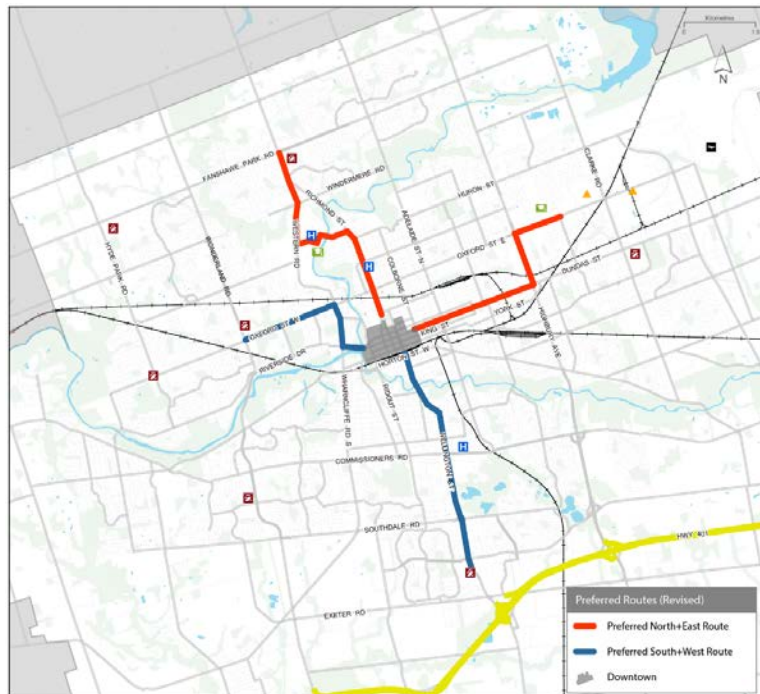 Kilometres
0
N
FANSHAWE PARK RD
WINDERMERE RD
RICHMOND ST
WESTERN RD
HYDE PARK RD
WONDERLAND RD
ADELAIDE ST N
HURON ST
CLARKE RD
COLBORNE ST
OXFORD ST E
DUNDAS ST
YORK ST
KING ST
HIGHBURY AVE
OXFORD ST W
RIVERSIDE DR
HORTON ST W
WHARNCLIFFE RD S
RIDOUT ST
WELLINGTON ST
COMMISSIONERS RD
SOUTHDALE RD
EXETER RD
HWY 401
H
H
H
Preferred Routes (Revised)
Preferred North+East Route
Preferred South+West Route
Downtown